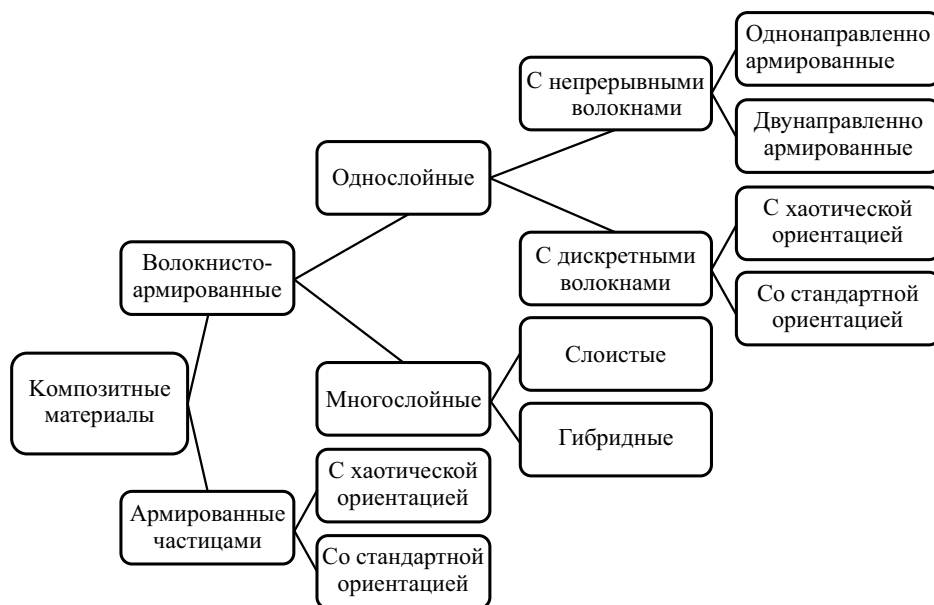 Композитные
материалы
Волокнисто-
армированные
Однослойные
С непрерывными
волокнами
Однонаправленно
армированные
Двунаправленно
армированные
С дискретными
волокнами
С хаотической
ориентацией
Со стандартной
ориентацией
Многослойные
Слоистые
Гибридные
Армированные
частицами
С хаотической
ориентацией
Со стандартной
ориентацией